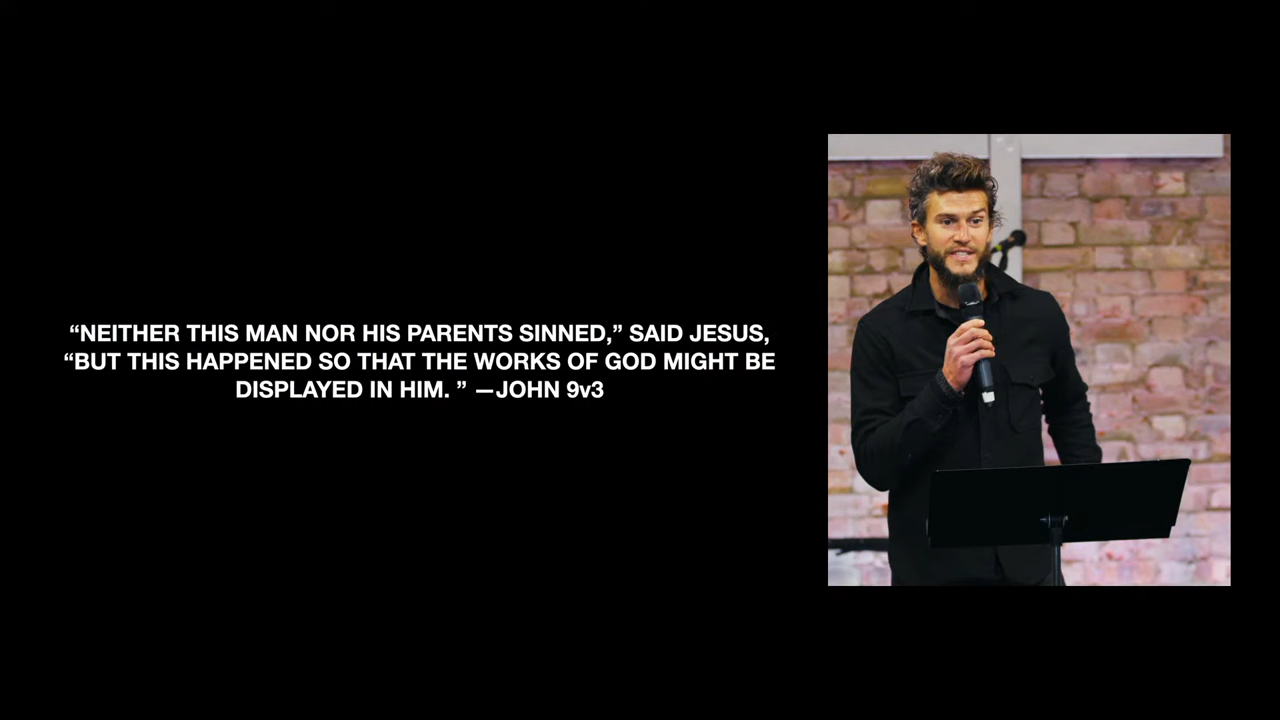 “NEITHER THIS MAN NOR HIS PARENTS SINNED,” SAID JESUS,
“BUT THIS HAPPENED SO THAT THE WORKS OF GOD MIGHT BE
DISPLAYED IN HIM. ” —JOHN 9v3